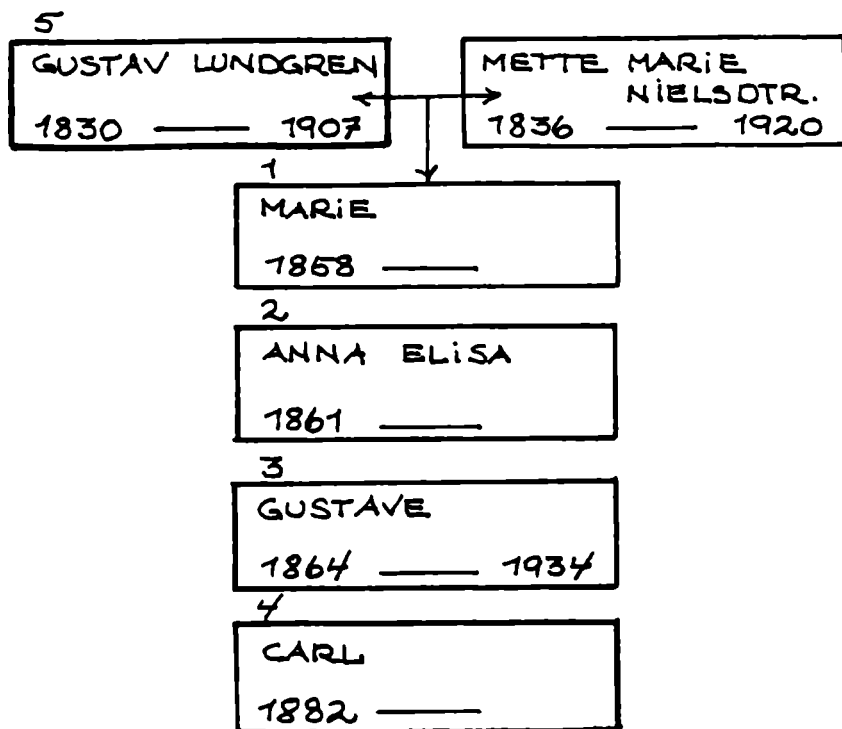 5
GUSTAV LUNDGREN
1830 — 1907
METTE MARIE
NIELSDTR.
1836 — 1920
1
MARIE
1858 —
2
ANNA ELISA
1861 —
3
GUSTAVE
1864 — 1934
4
CARL
1882 —